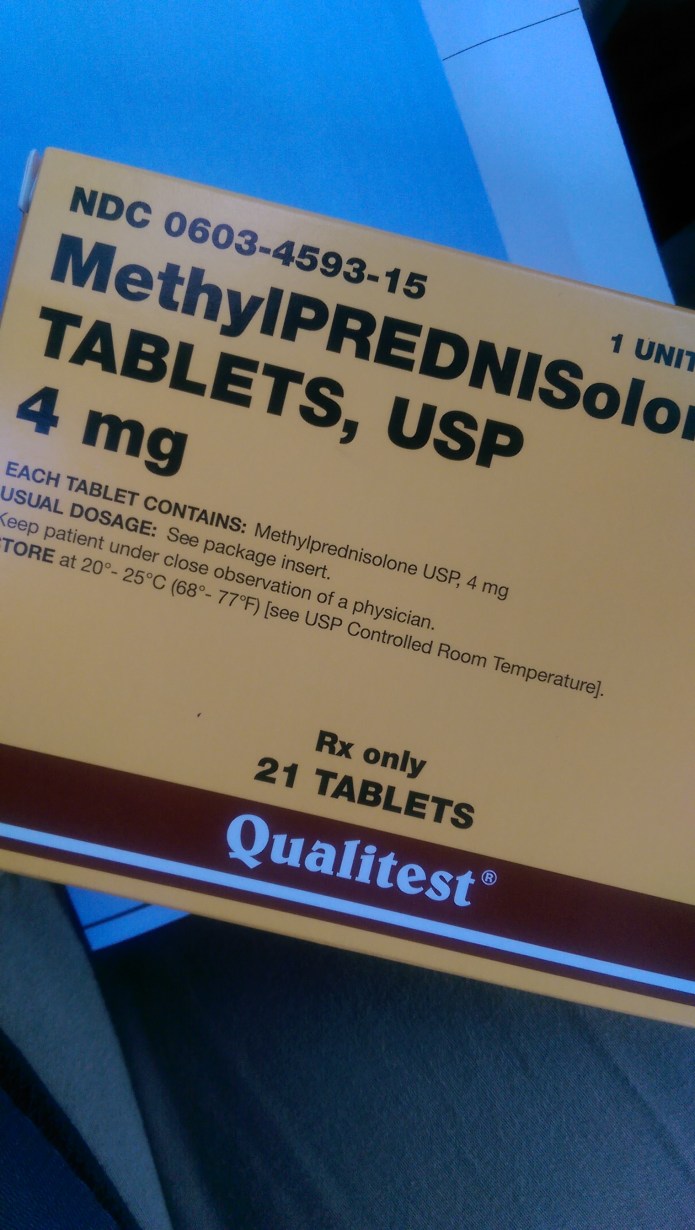 NDC 0603-4593-15
MethylPREDNISolo
1 UNIT
TABLETS, USP
4 mg
EACH TABLET CONTAINS: Methylprednisolone USP, 4 mg
USUAL DOSAGE: See package insert.
Keep patient under close observation of a physician.
STORE at 20°- 25°C (68°- 77°F) [see USP Controlled Room Temperature].
Rx only
21 TABLETS
Qualitest®